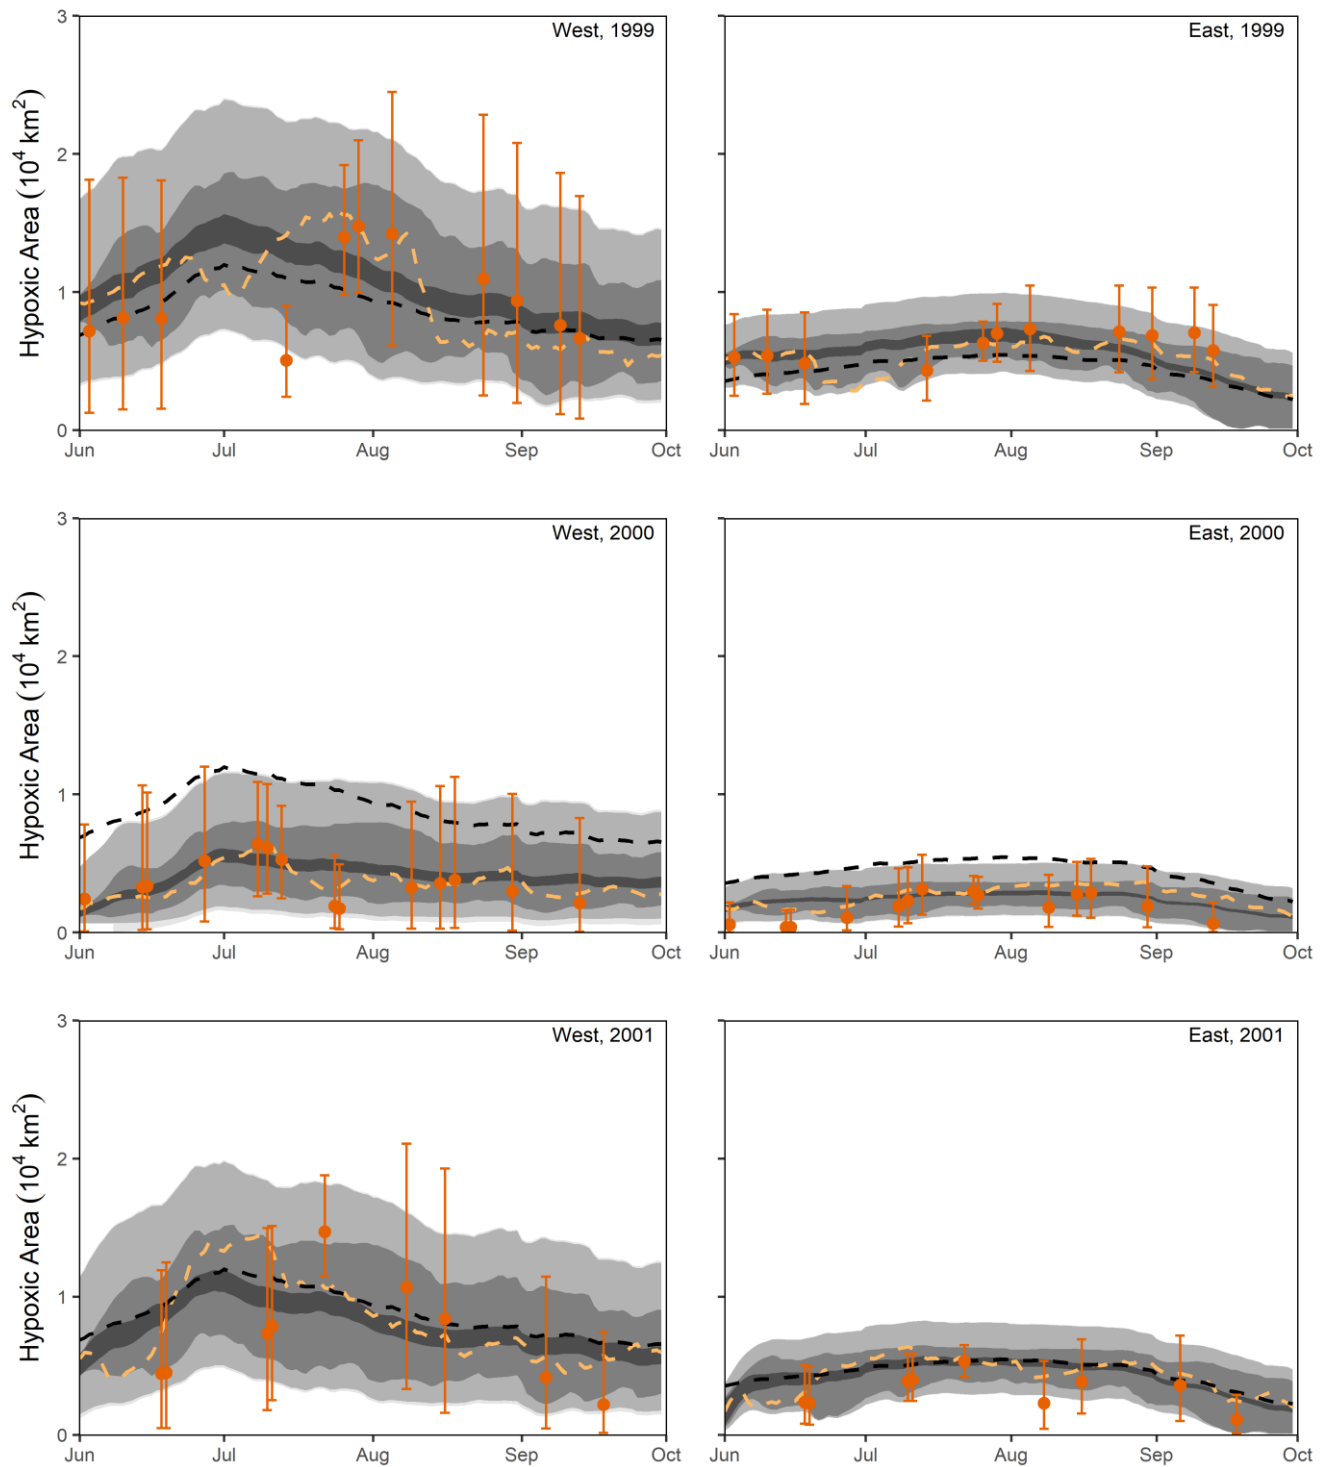 West, 1999
East, 1999
Hypoxic Area (10⁴ km²)
3
2
1
0
Jun Jul Aug Sep Oct
Jun Jul Aug Sep Oct
West, 2000
East, 2000
Hypoxic Area (10⁴ km²)
3
2
1
0
Jun Jul Aug Sep Oct
Jun Jul Aug Sep Oct
West, 2001
East, 2001
Hypoxic Area (10⁴ km²)
3
2
1
0
Jun Jul Aug Sep Oct
Jun Jul Aug Sep Oct